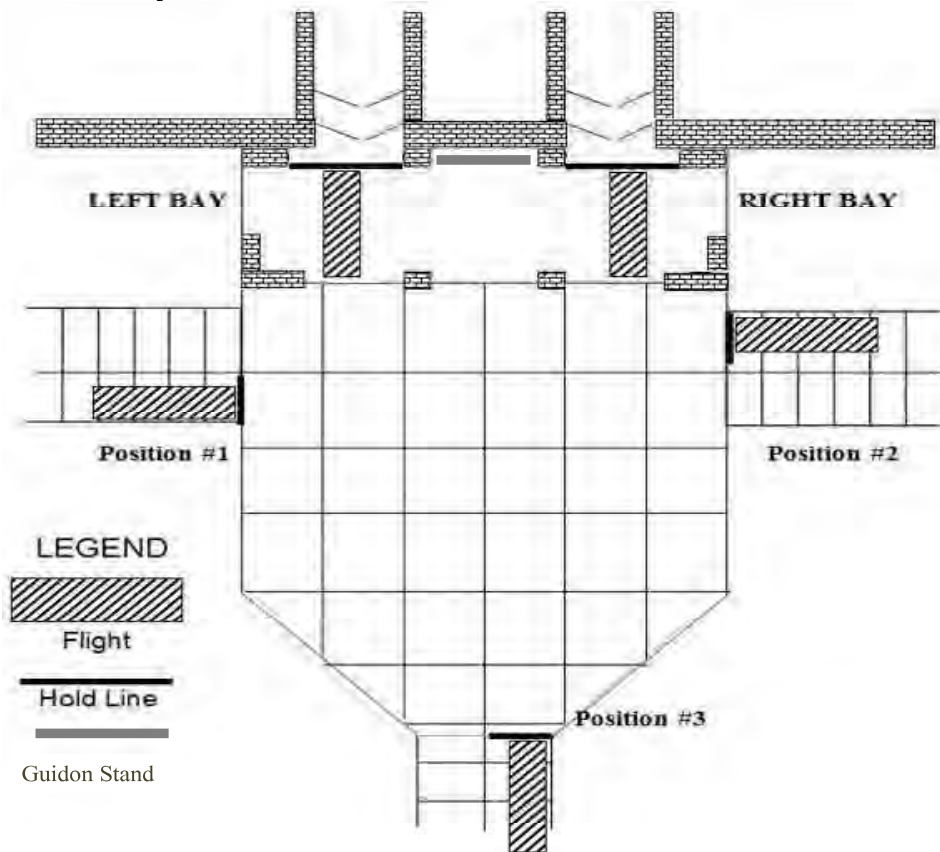 LEFT BAY
RIGHT BAY
Position #1
Position #2
LEGEND
Flight
Hold Line
Guidon Stand
Position #3